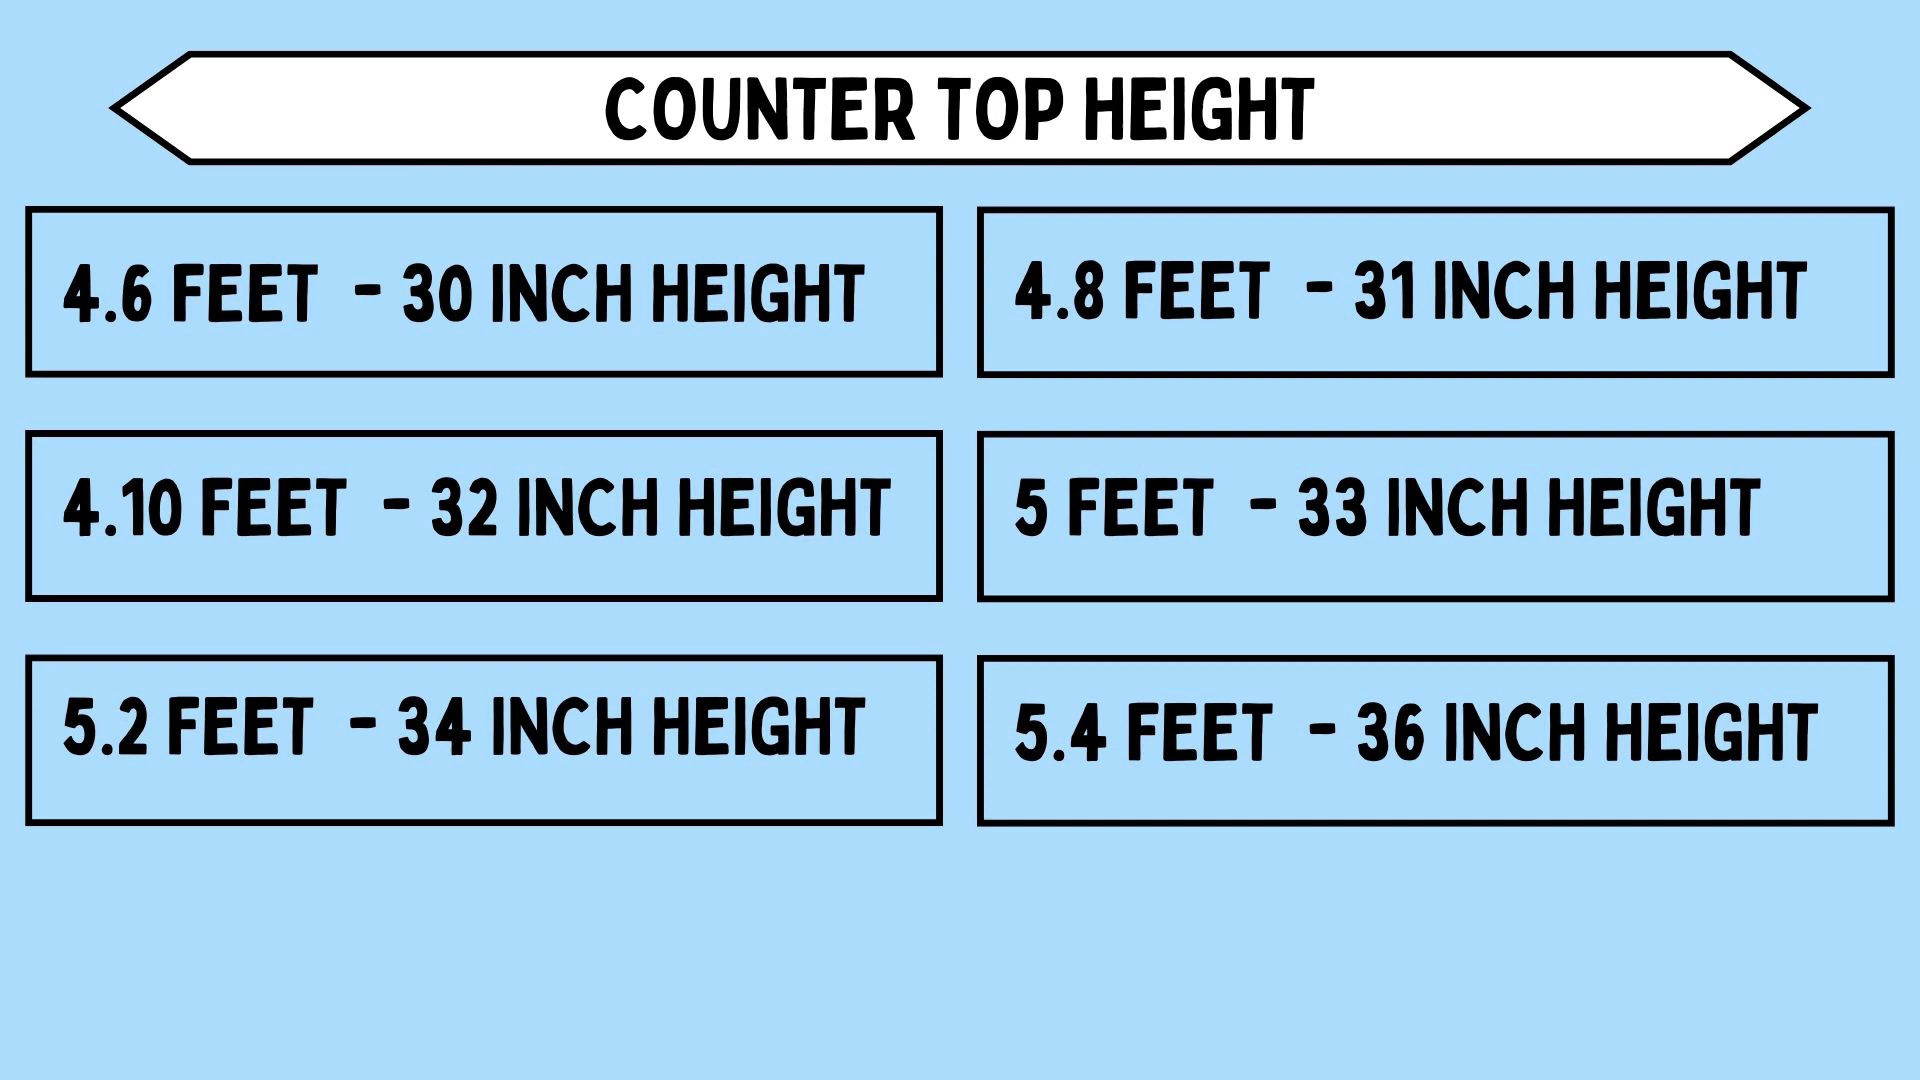 COUNTER TOP HEIGHT
4.6 FEET - 30 INCH HEIGHT
4.8 FEET - 31 INCH HEIGHT
4.10 FEET - 32 INCH HEIGHT
5 FEET - 33 INCH HEIGHT
5.2 FEET - 34 INCH HEIGHT
5.4 FEET - 36 INCH HEIGHT